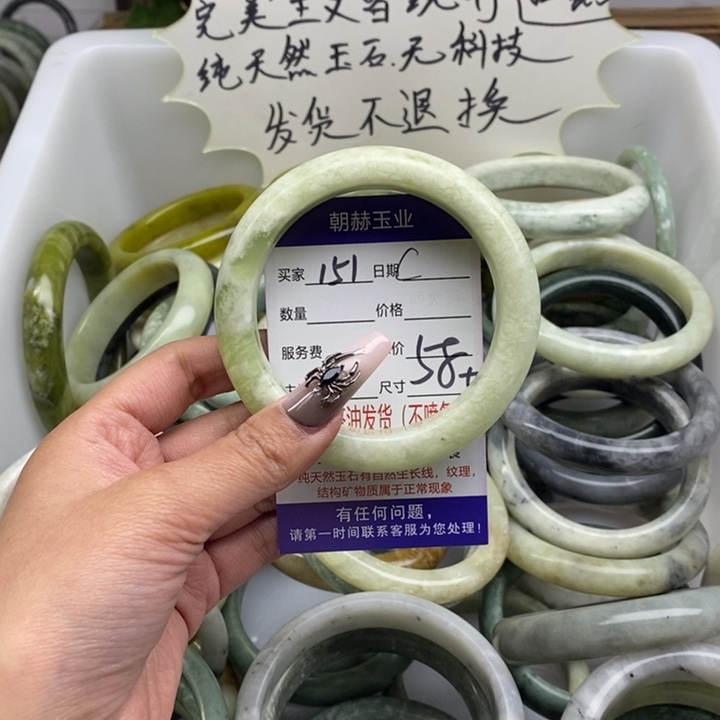 纯天然玉石.无科技
发货不退换
朝赫玉业
买家 151 日期 C
数量 价格
服务费 价 58+
尺寸
油发货（不喷
纯天然玉石有自然生长线，纹理，
结构矿物质属于正常现象
有任何问题，
请第一时间联系客服为您处理！